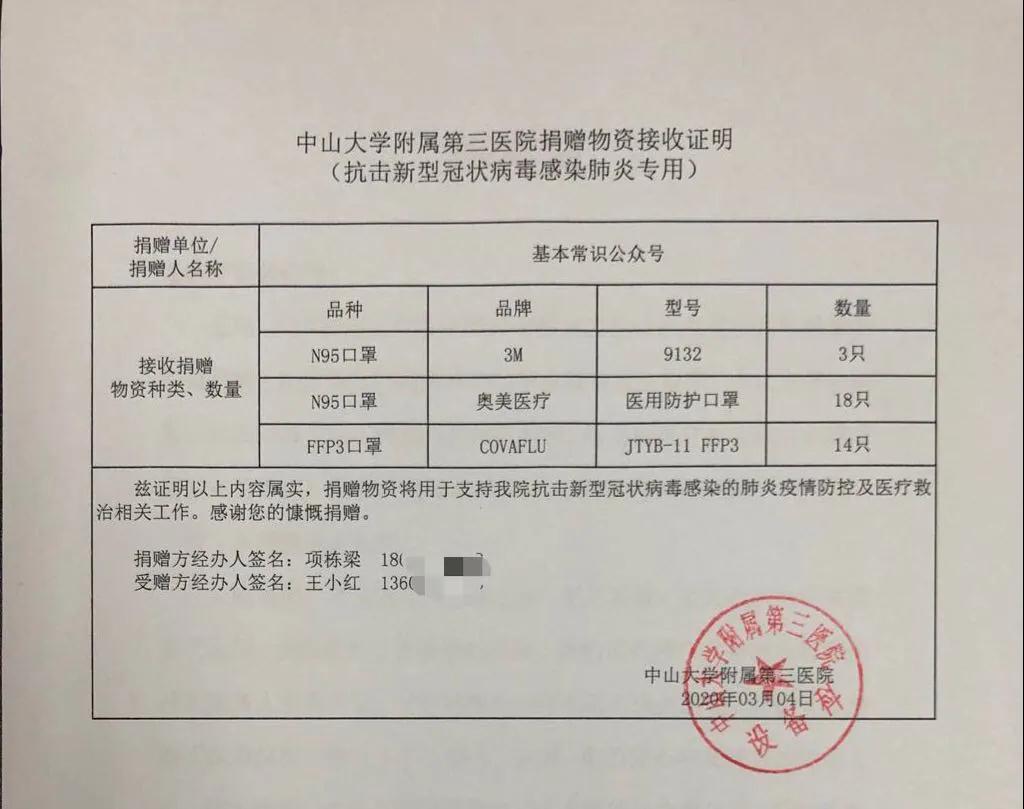 中山大学附属第三医院捐赠物资接收证明
（抗击新型冠状病毒感染肺炎专用）
捐赠单位/
捐赠人名称
基本常识公众号
接收捐赠
物资种类、数量
品种 品牌 型号 数量
N95口罩 3M 9132 3只
N95口罩 奥美医疗 医用防护口罩 18只
FFP3口罩 COVAFLU JTYB-11 FFP3 14只
兹证明以上内容属实，捐赠物资将用于支持我院抗击新型冠状病毒感染的肺炎疫情防控及医疗救
治相关工作。感谢您的慷慨捐赠。
捐赠方经办人签名：项栋梁 18
受赠方经办人签名：王小红 136
中山大学附属第三医院
2020年03月04日
中山大学附属第三医院
设备科